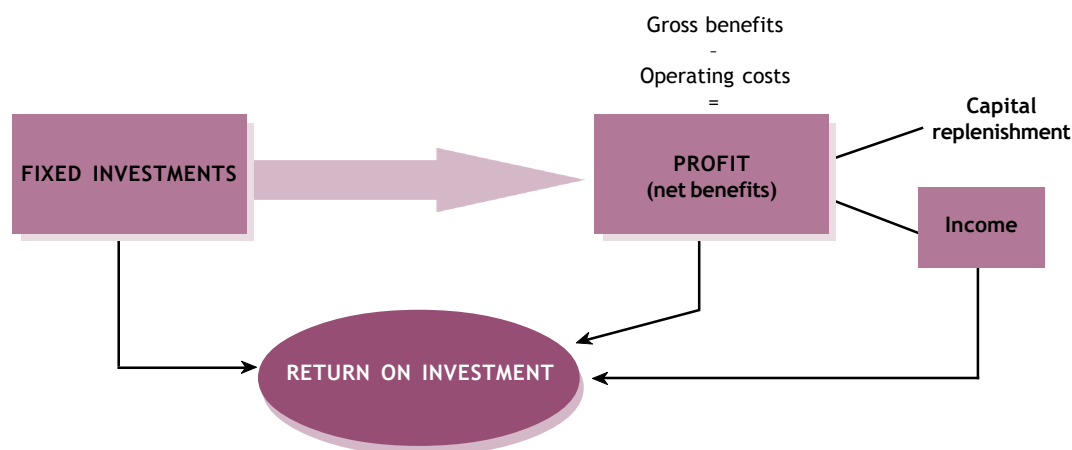 Gross benefits
-
Operating costs
=
FIXED INVESTMENTS
PROFIT
(net benefits)
Capital
replenishment
Income
RETURN ON INVESTMENT